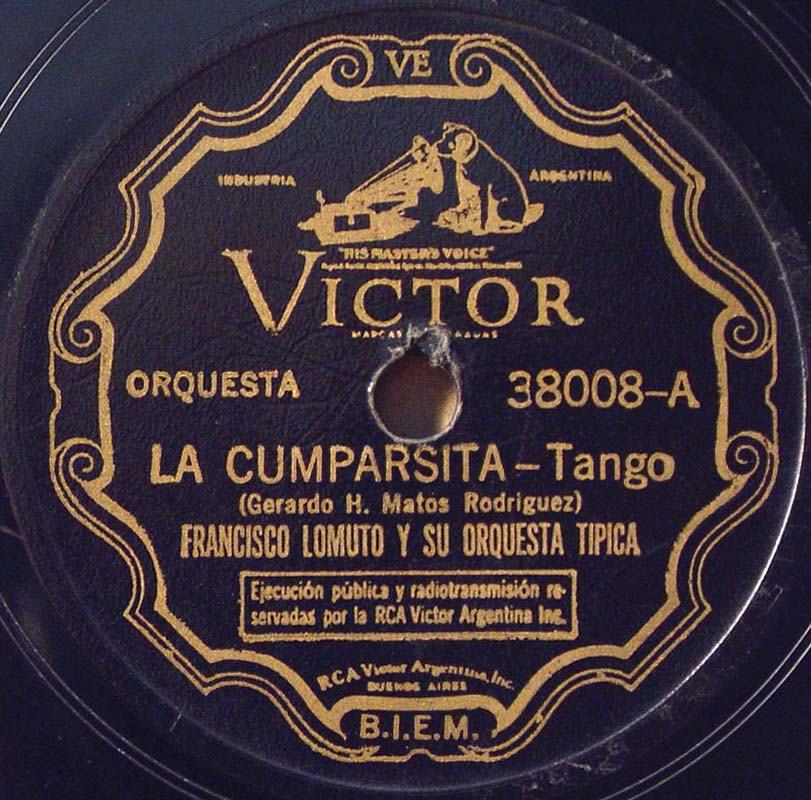 VE
INDUSTRIA ARGENTINA
"HIS MASTER'S VOICE"
VICTOR
MARCAS
ORQUESTA 38008-A
LA CUMPARSITA - Tango
(Gerardo H. Matos Rodriguez)
FRANCISCO LOMUTO Y SU ORQUESTA TIPICA
Ejecución pública y radiotransmisión re-
servadas por la RCA Victor Argentina Inc.
RCA Victor Argentina, Inc.
BUENOS AIRES
B.I.E.M.